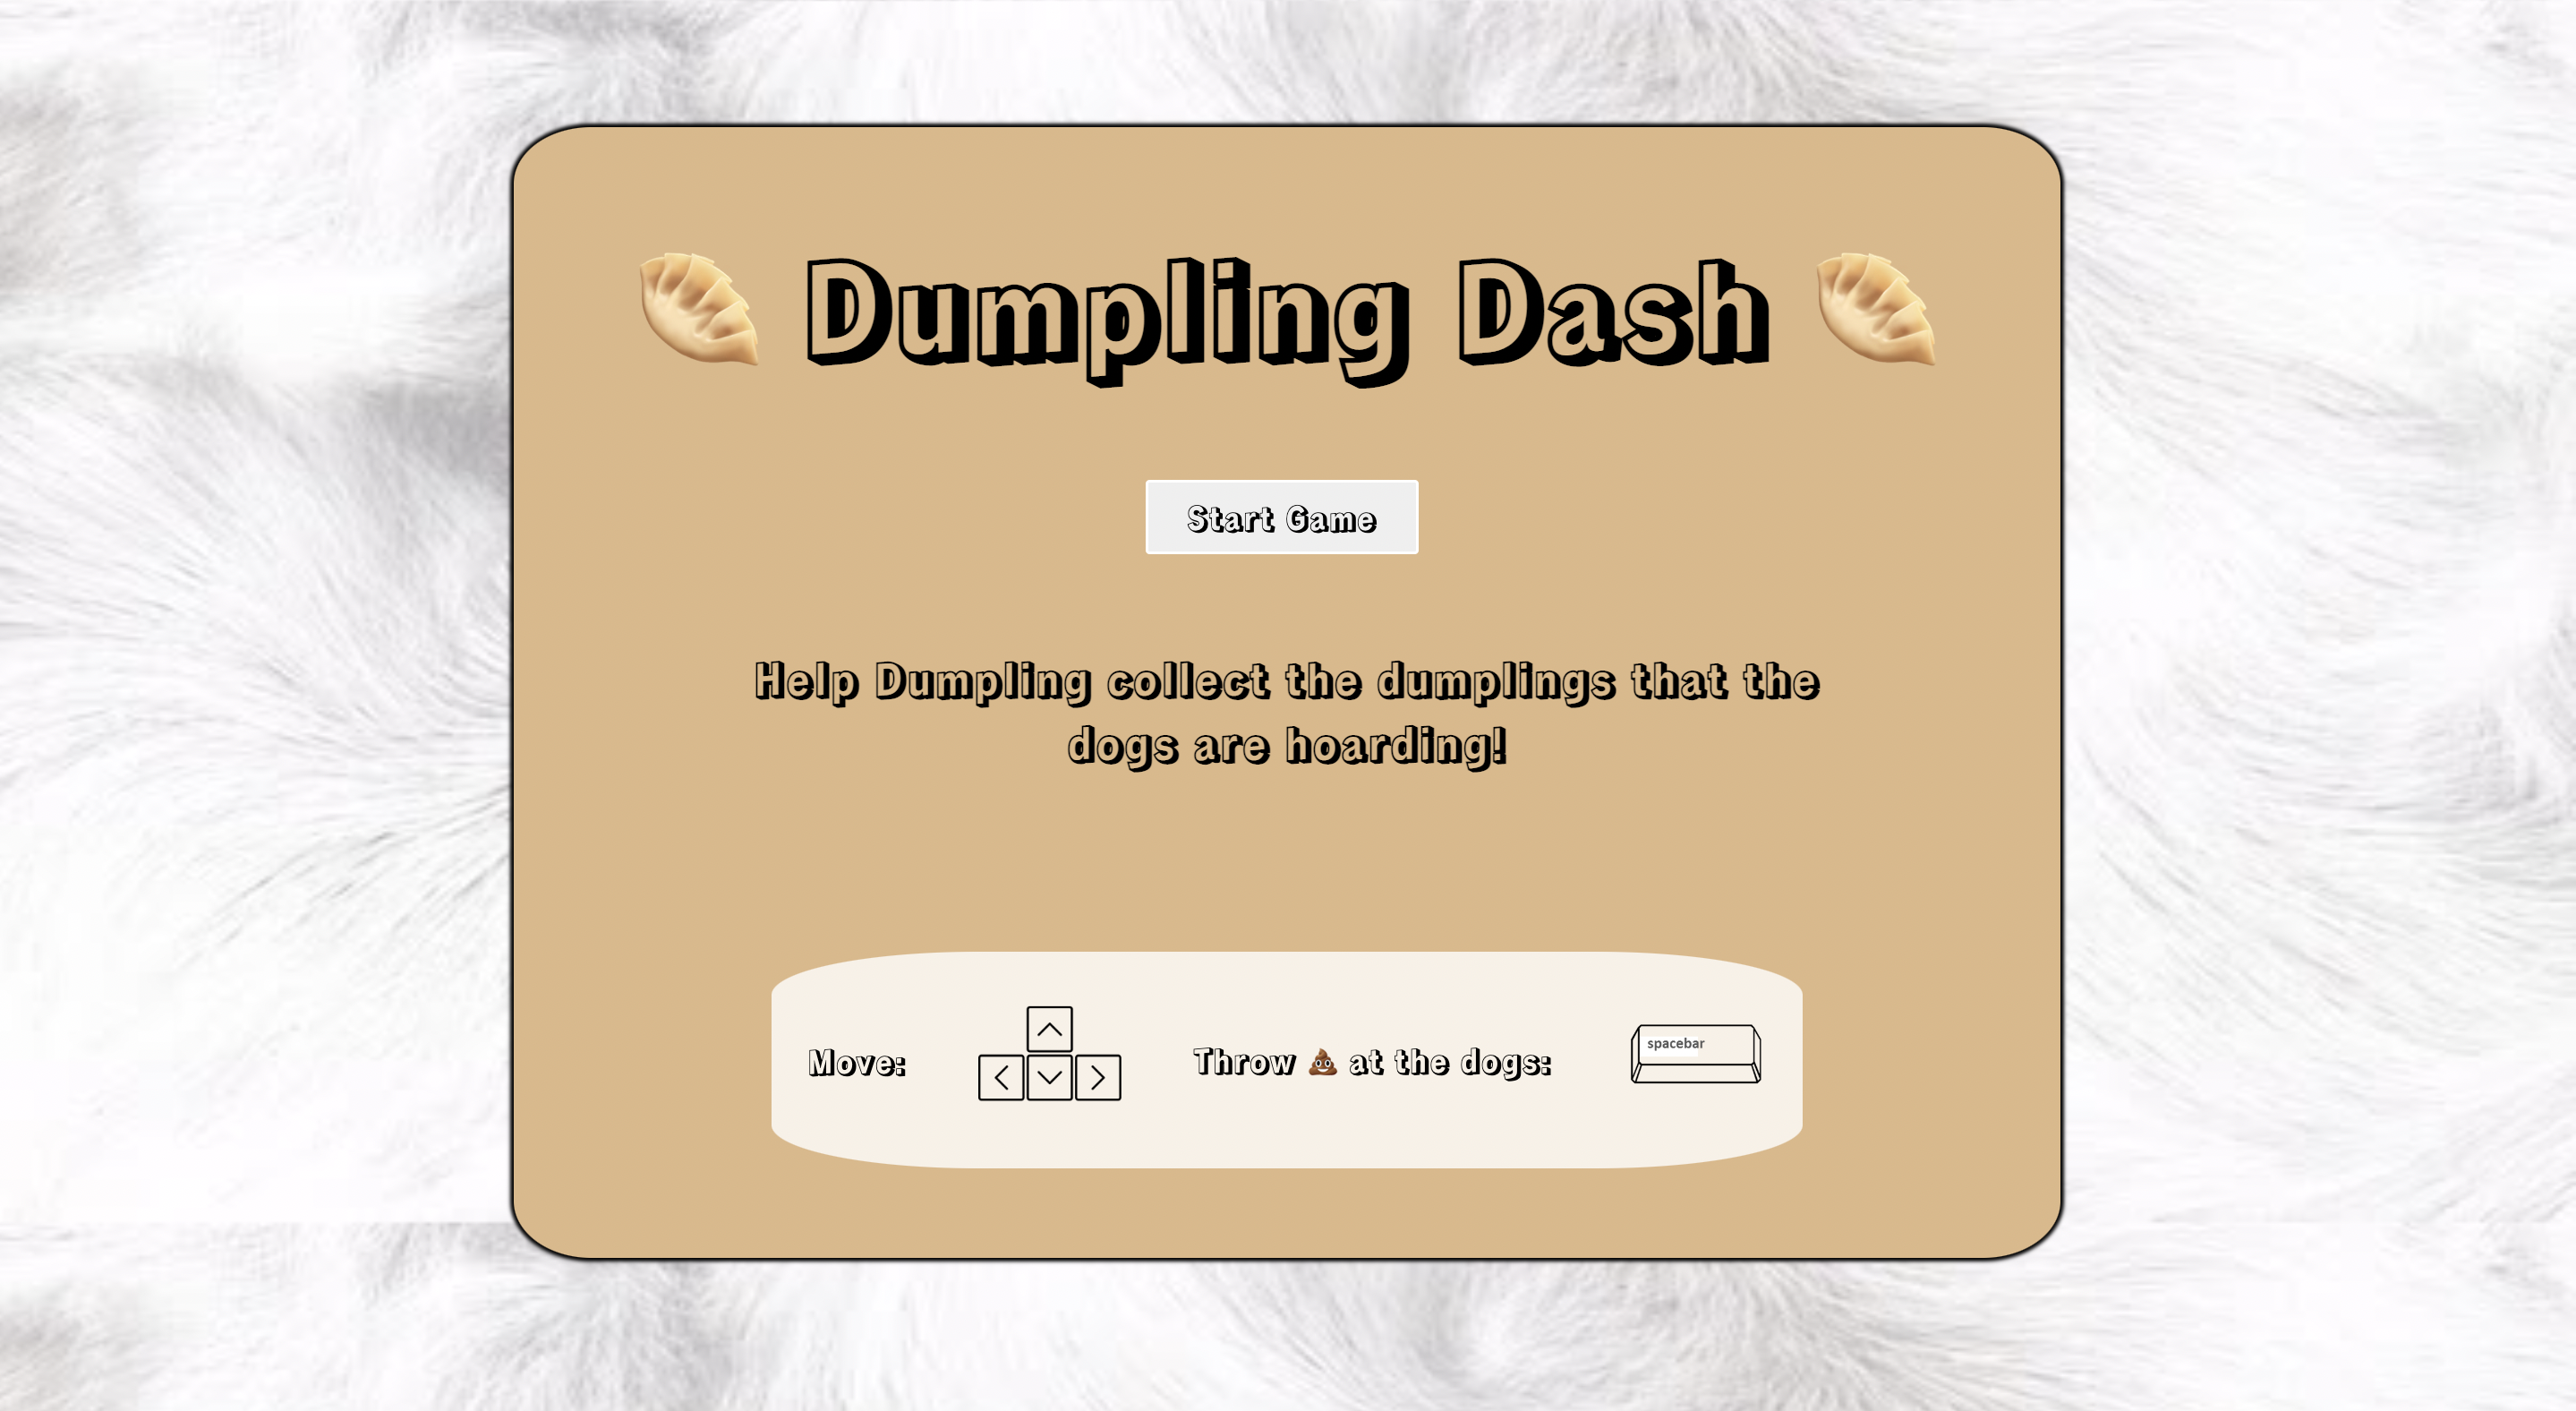 🥟 Dumpling Dash 🥟
Start Game
Help Dumpling collect the dumplings that the
dogs are hoarding!
Move:
Throw 💩 at the dogs:
spacebar